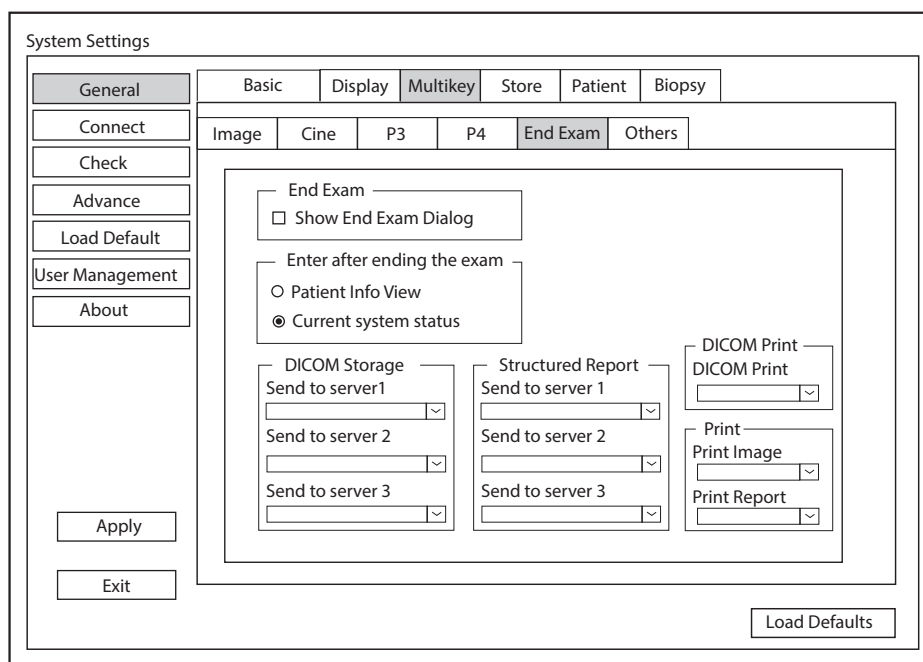 System Settings
General
Connect
Check
Advance
Load Default
User Management
About
Apply
Exit
Basic Display Multikey Store Patient Biopsy
Image Cine P3 P4 End Exam Others
End Exam
Show End Exam Dialog
Enter after ending the exam
Patient Info View
Current system status
DICOM Storage
Send to server1
Send to server 2
Send to server 3
Structured Report
Send to server 1
Send to server 2
Send to server 3
DICOM Print
DICOM Print
Print
Print Image
Print Report
Load Defaults